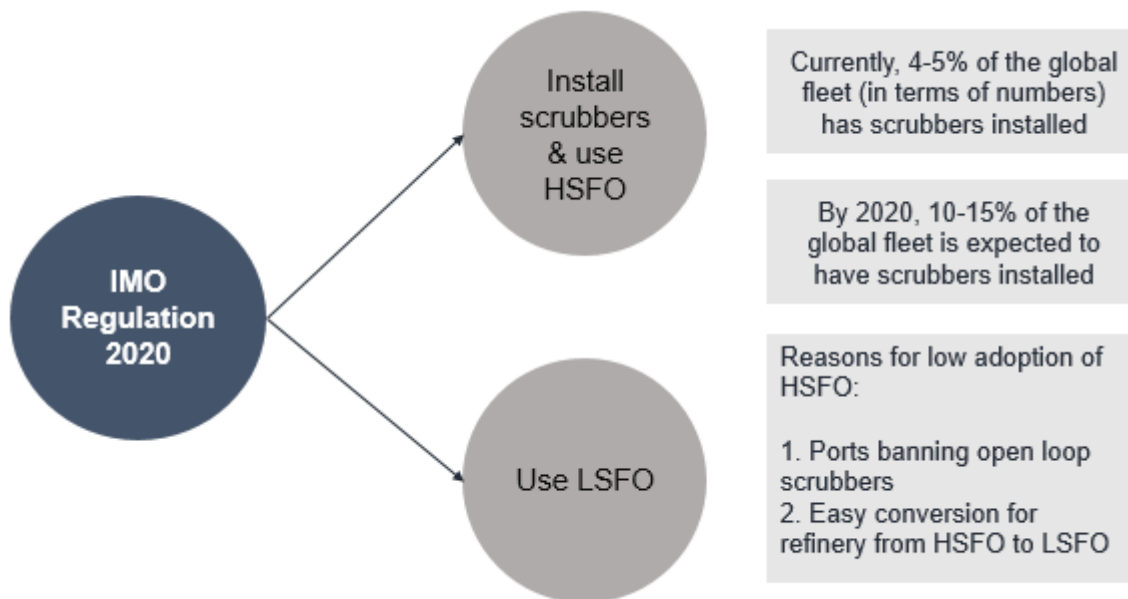 IMO
Regulation
2020
Install
scrubbers
& use
HSFO
Use LSFO
Currently, 4-5% of the global
fleet (in terms of numbers)
has scrubbers installed
By 2020, 10-15% of the
global fleet is expected to
have scrubbers installed
Reasons for low adoption of
HSFO:
1. Ports banning open loop
scrubbers
2. Easy conversion for
refinery from HSFO to LSFO